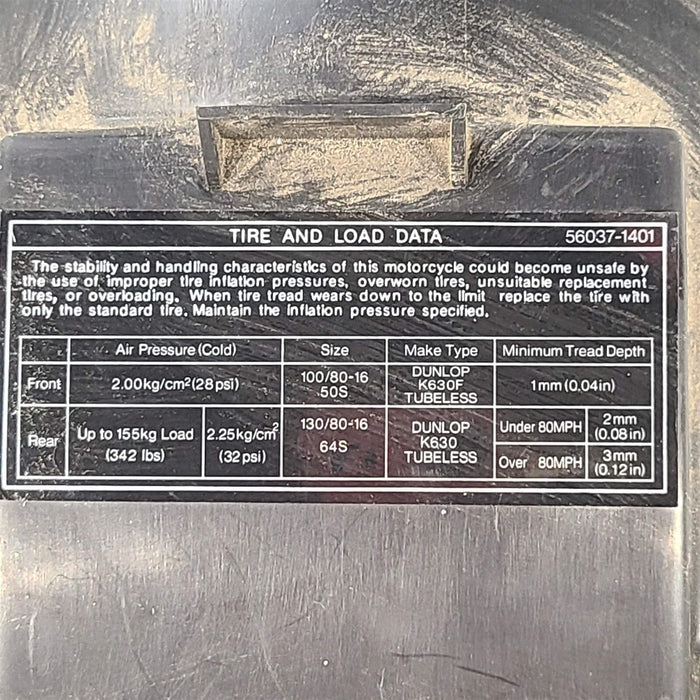 TIRE AND LOAD DATA 56037-1401
The stability and handling characteristics of this motorcycle could become unsafe by
the use of improper tire inflation pressures, overworn tires, unsuitable replacement
tires, or overloading. When tire tread wears down to the limit replace the tire with
only the standard tire. Maintain the inflation pressure specified.
Air Pressure (Cold) Size Make Type Minimum Tread Depth
Front 2.00kg/cm²(28psi) 100/80-16 50S DUNLOP K630F TUBELESS 1mm (0.04in)
Rear Up to 155kg Load (342 lbs) 2.25kg/cm² (32psi) 130/80-16 64S DUNLOP K630 TUBELESS Under 80MPH 2mm (0.08in)
Over 80MPH 3mm (0.12in)